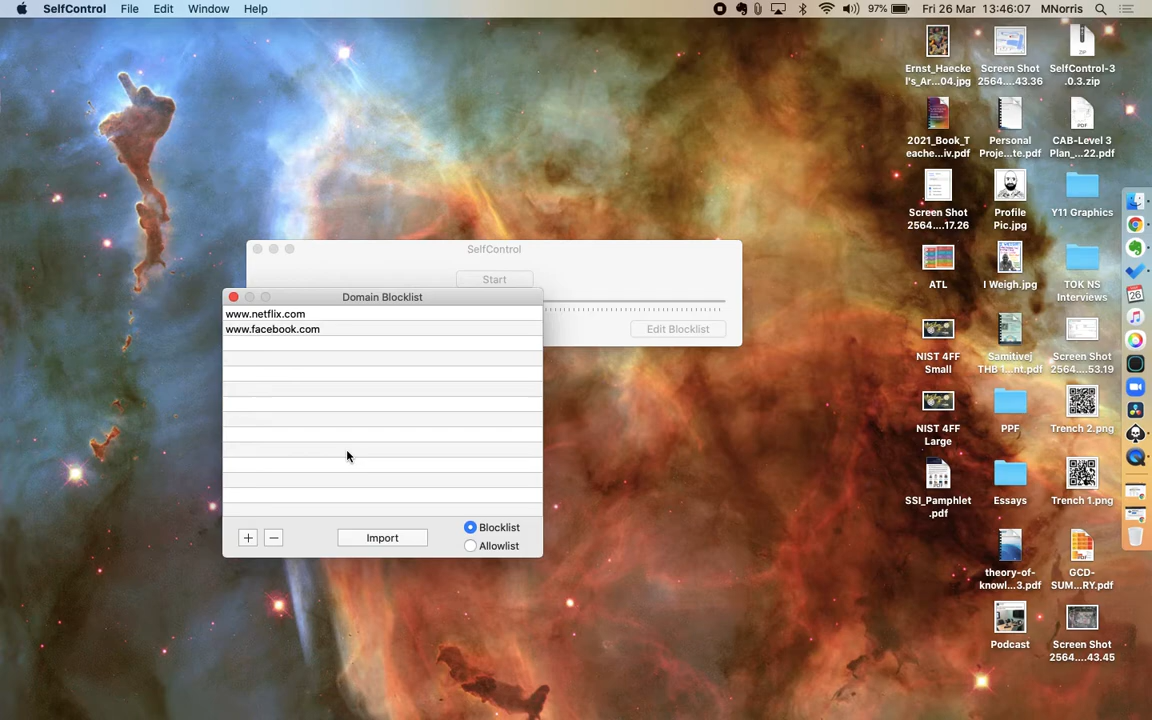 SelfControl File Edit Window Help 97% Fri 26 Mar 13:46:07 MNorris
Ernst_Haecke
l's_Ar...04.jpg
Screen Shot
2564....43.36
SelfControl-3
.0.3.zip
2021_Book_T
eache...iv.pdf
Personal
Proje...te.pdf
CAB-Level 3
Plan_...22.pdf
Screen Shot
2564....17.26
Profile
Pic.jpg
Y11 Graphics
ATL
I Weigh.jpg
TOK NS
Interviews
NIST 4FF
Small
Samitivej
THB 1...nt.pdf
Screen Shot
2564....53.19
NIST 4FF
Large
PPF
Trench 2.png
SSI_Pamphlet
.pdf
Essays
Trench 1.png
theory-of-
knowl...3.pdf
GCD-
SUM...RY.pdf
Podcast
Screen Shot
2564....43.45
SelfControl
Start
Edit Blocklist
Domain Blocklist
www.netflix.com
www.facebook.com
+ − Import
Blocklist
Allowlist
26